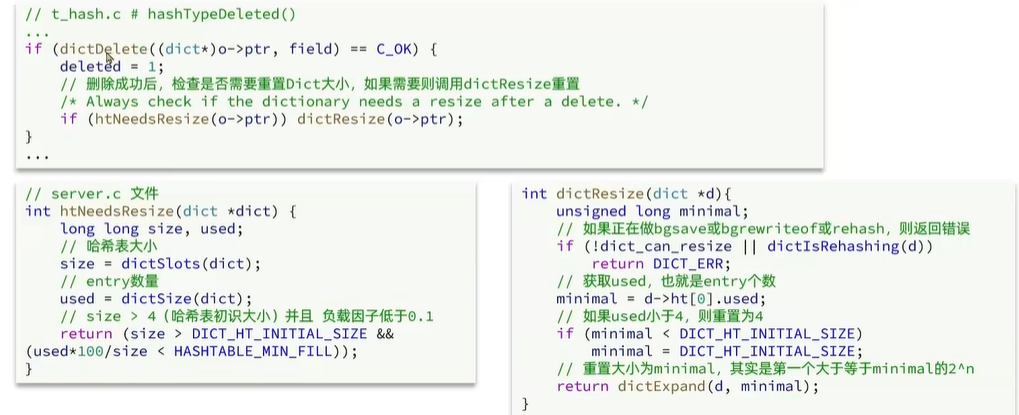 // t_hash.c # hashTypeDeleted()
...
if (dictDelete((dict*)o->ptr, field) == C_OK) {
    deleted = 1;
    // 删除成功后，检查是否需要重置Dict大小，如果需要则调用dictResize重置
    /* Always check if the dictionary needs a resize after a delete. */
    if (htNeedsResize(o->ptr)) dictResize(o->ptr);
}
...
// server.c 文件
int htNeedsResize(dict *dict) {
    long long size, used;
    // 哈希表大小
    size = dictSlots(dict);
    // entry数量
    used = dictSize(dict);
    // size > 4（哈希表初识大小）并且 负载因子低于0.1
    return (size > DICT_HT_INITIAL_SIZE &&
(used*100/size < HASHTABLE_MIN_FILL));
}
int dictResize(dict *d){
    unsigned long minimal;
    // 如果正在做bgsave或bgrewriteof或rehash，则返回错误
    if (!dict_can_resize || dictIsRehashing(d))
        return DICT_ERR;
    // 获取used，也就是entry个数
    minimal = d->ht[0].used;
    // 如果used小于4，则重置为4
    if (minimal < DICT_HT_INITIAL_SIZE)
        minimal = DICT_HT_INITIAL_SIZE;
    // 重置大小为minimal，其实是第一个大于等于minimal的2^n
    return dictExpand(d, minimal);
}